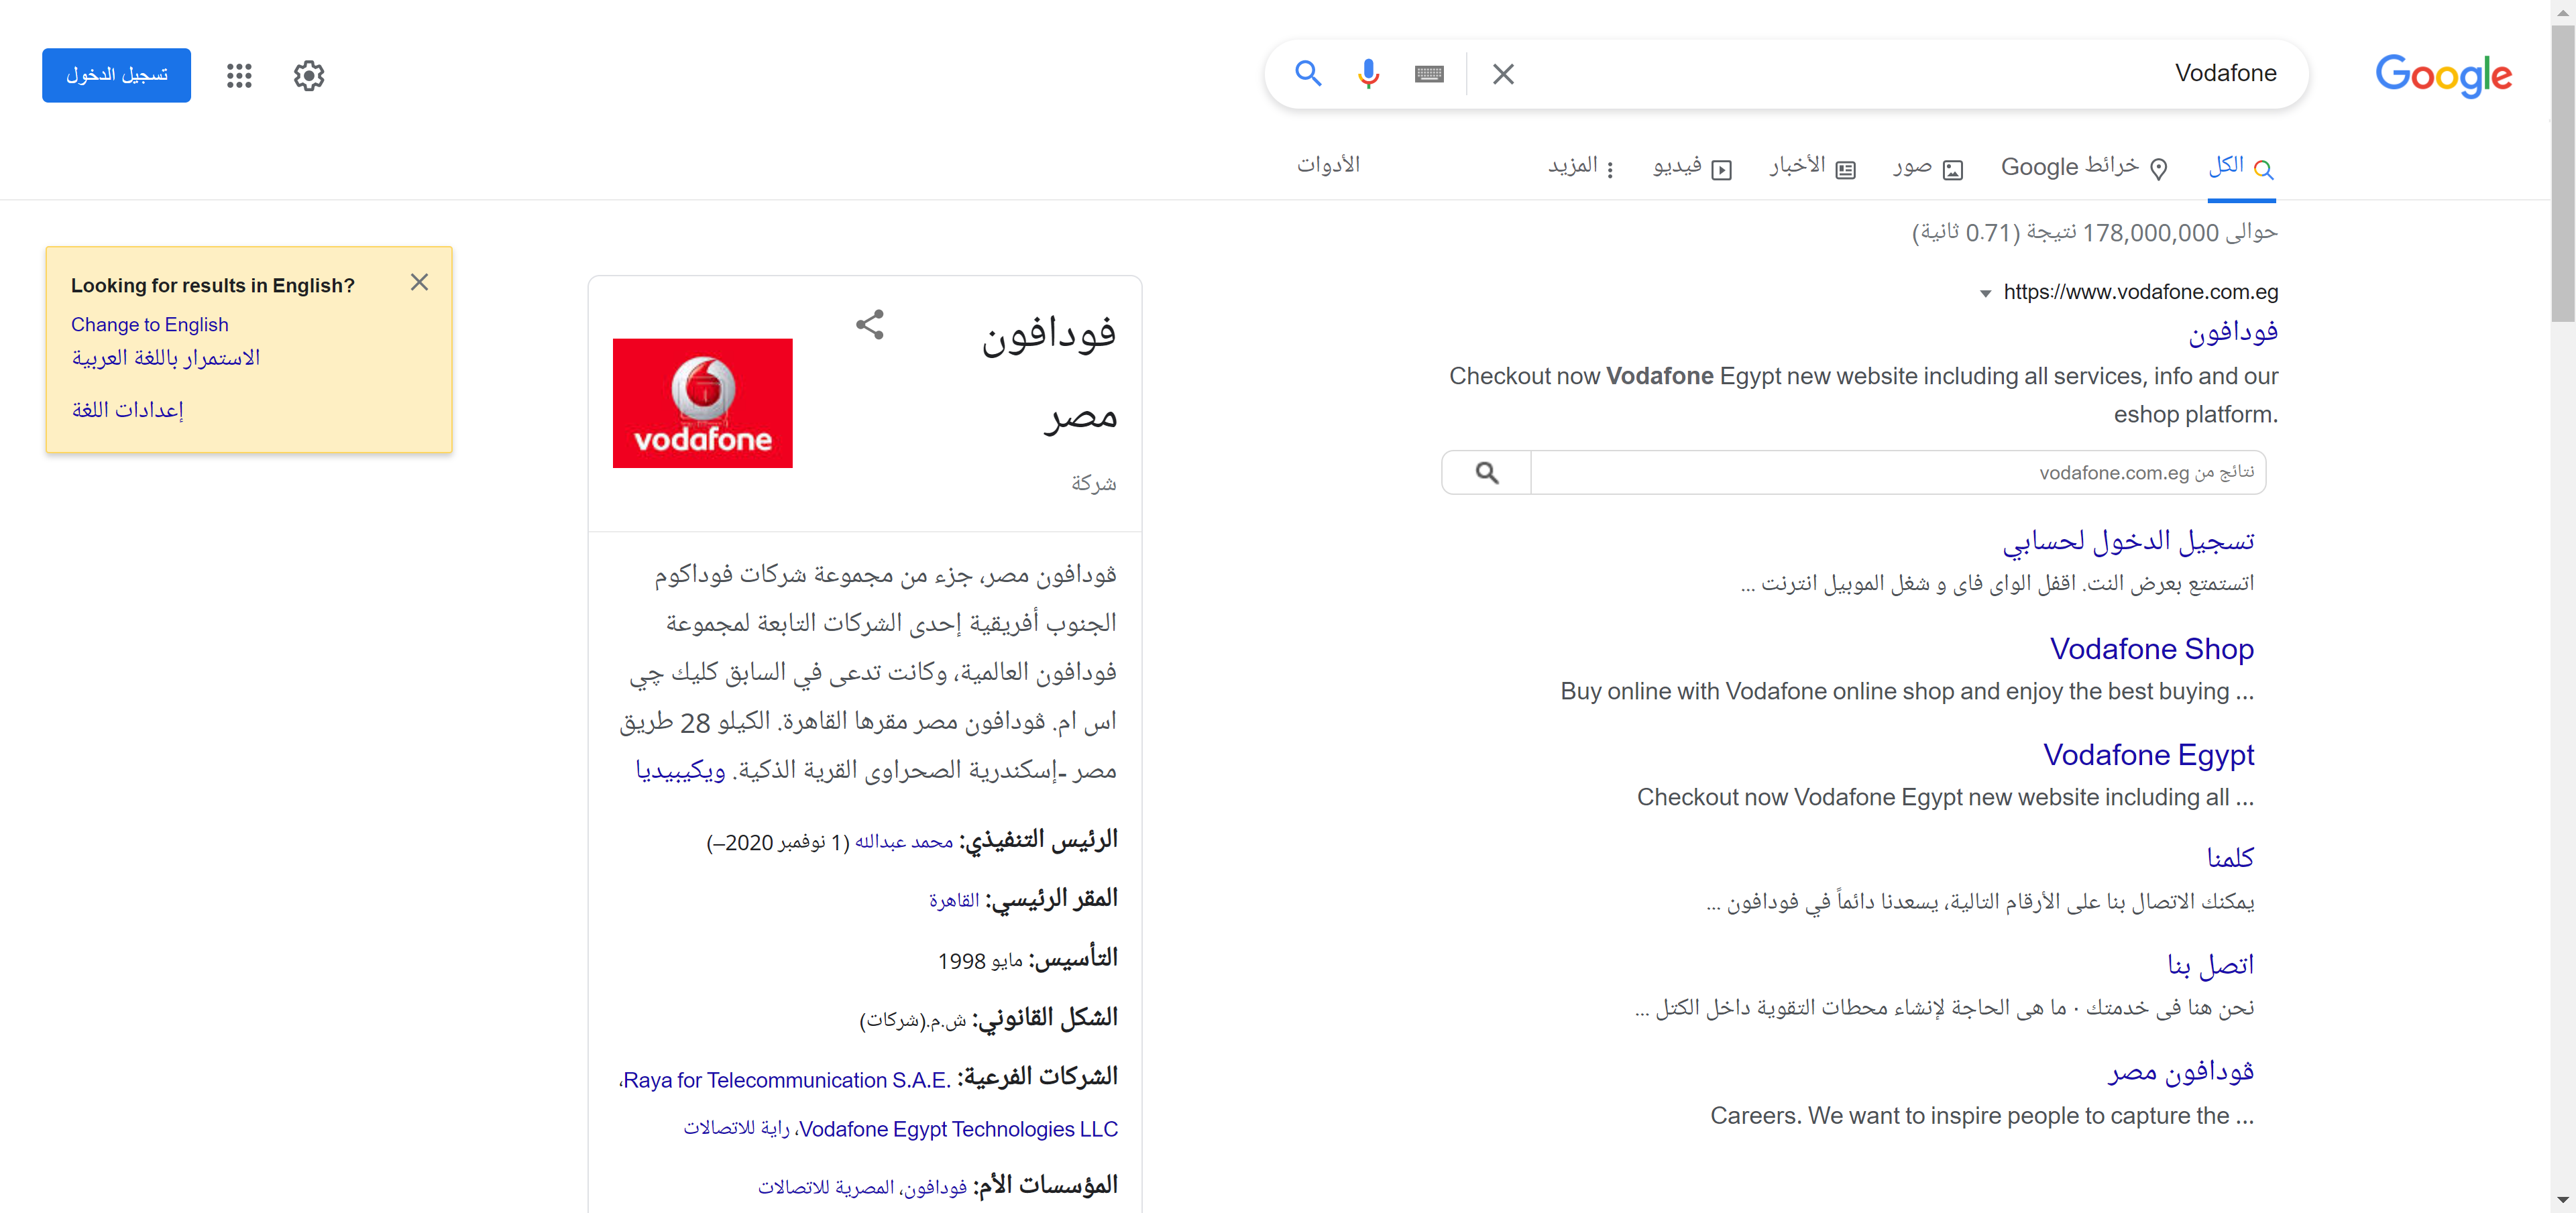 Google
Vodafone
تسجيل الدخول
الكل
خرائط Google
صور
الأخبار
فيديو
المزيد
الأدوات
حوالى 178,000,000 نتيجة (0.71 ثانية)
https://www.vodafone.com.eg
فودافون
Checkout now Vodafone Egypt new website including all services, info and our
eshop platform.
نتائج من vodafone.com.eg
تسجيل الدخول لحسابي
اتستمتع بعرض النت. اقفل الواى فاى و شغل الموبيل انترنت ...
Vodafone Shop
Buy online with Vodafone online shop and enjoy the best buying ...
Vodafone Egypt
Checkout now Vodafone Egypt new website including all ...
كلمنا
يمكنك الاتصال بنا على الأرقام التالية، يسعدنا دائماً في فودافون ...
اتصل بنا
نحن هنا فى خدمتك · ما هى الحاجة لإنشاء محطات التقوية داخل الكتل ...
ڤودافون مصر
Careers. We want to inspire people to capture the ...
فودافون
مصر
شركة
vodafone
ڤودافون مصر، جزء من مجموعة شركات فوداكوم
الجنوب أفريقية إحدى الشركات التابعة لمجموعة
فودافون العالمية، وكانت تدعى في السابق كليك چي
اس ام. ڤودافون مصر مقرها القاهرة. الكيلو 28 طريق
مصر -إسكندرية الصحراوى القرية الذكية. ويكيبيديا
الرئيس التنفيذي: محمد عبدالله (1 نوفمبر 2020–)
المقر الرئيسي: القاهرة
التأسيس: مايو 1998
الشكل القانوني: ش.م.(شركات)
الشركات الفرعية: Raya for Telecommunication S.A.E.،
Vodafone Egypt Technologies LLC، راية للاتصالات
المؤسسات الأم: فودافون، المصرية للاتصالات
Looking for results in English?
Change to English
الاستمرار باللغة العربية
إعدادات اللغة